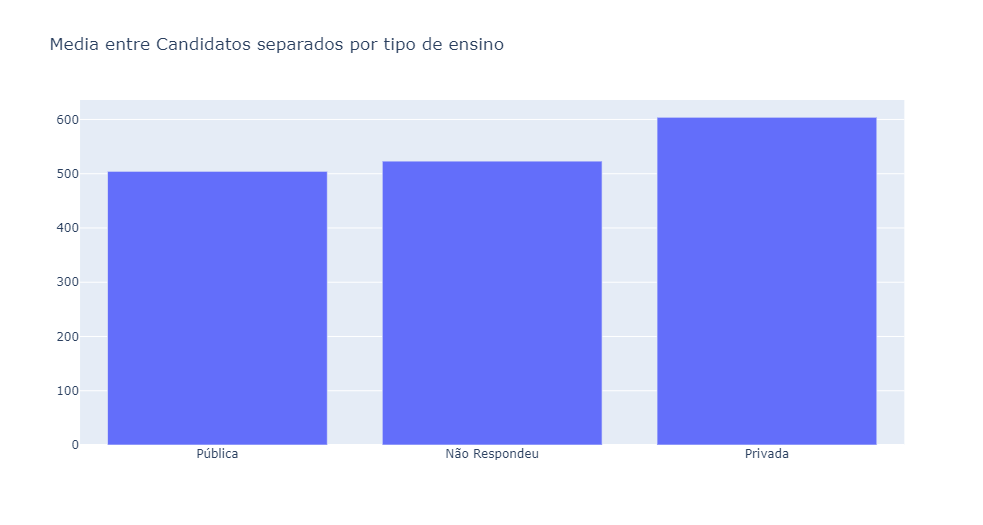 Media entre Candidatos separados por tipo de ensino
600
500
400
300
200
100
0
Pública
Não Respondeu
Privada